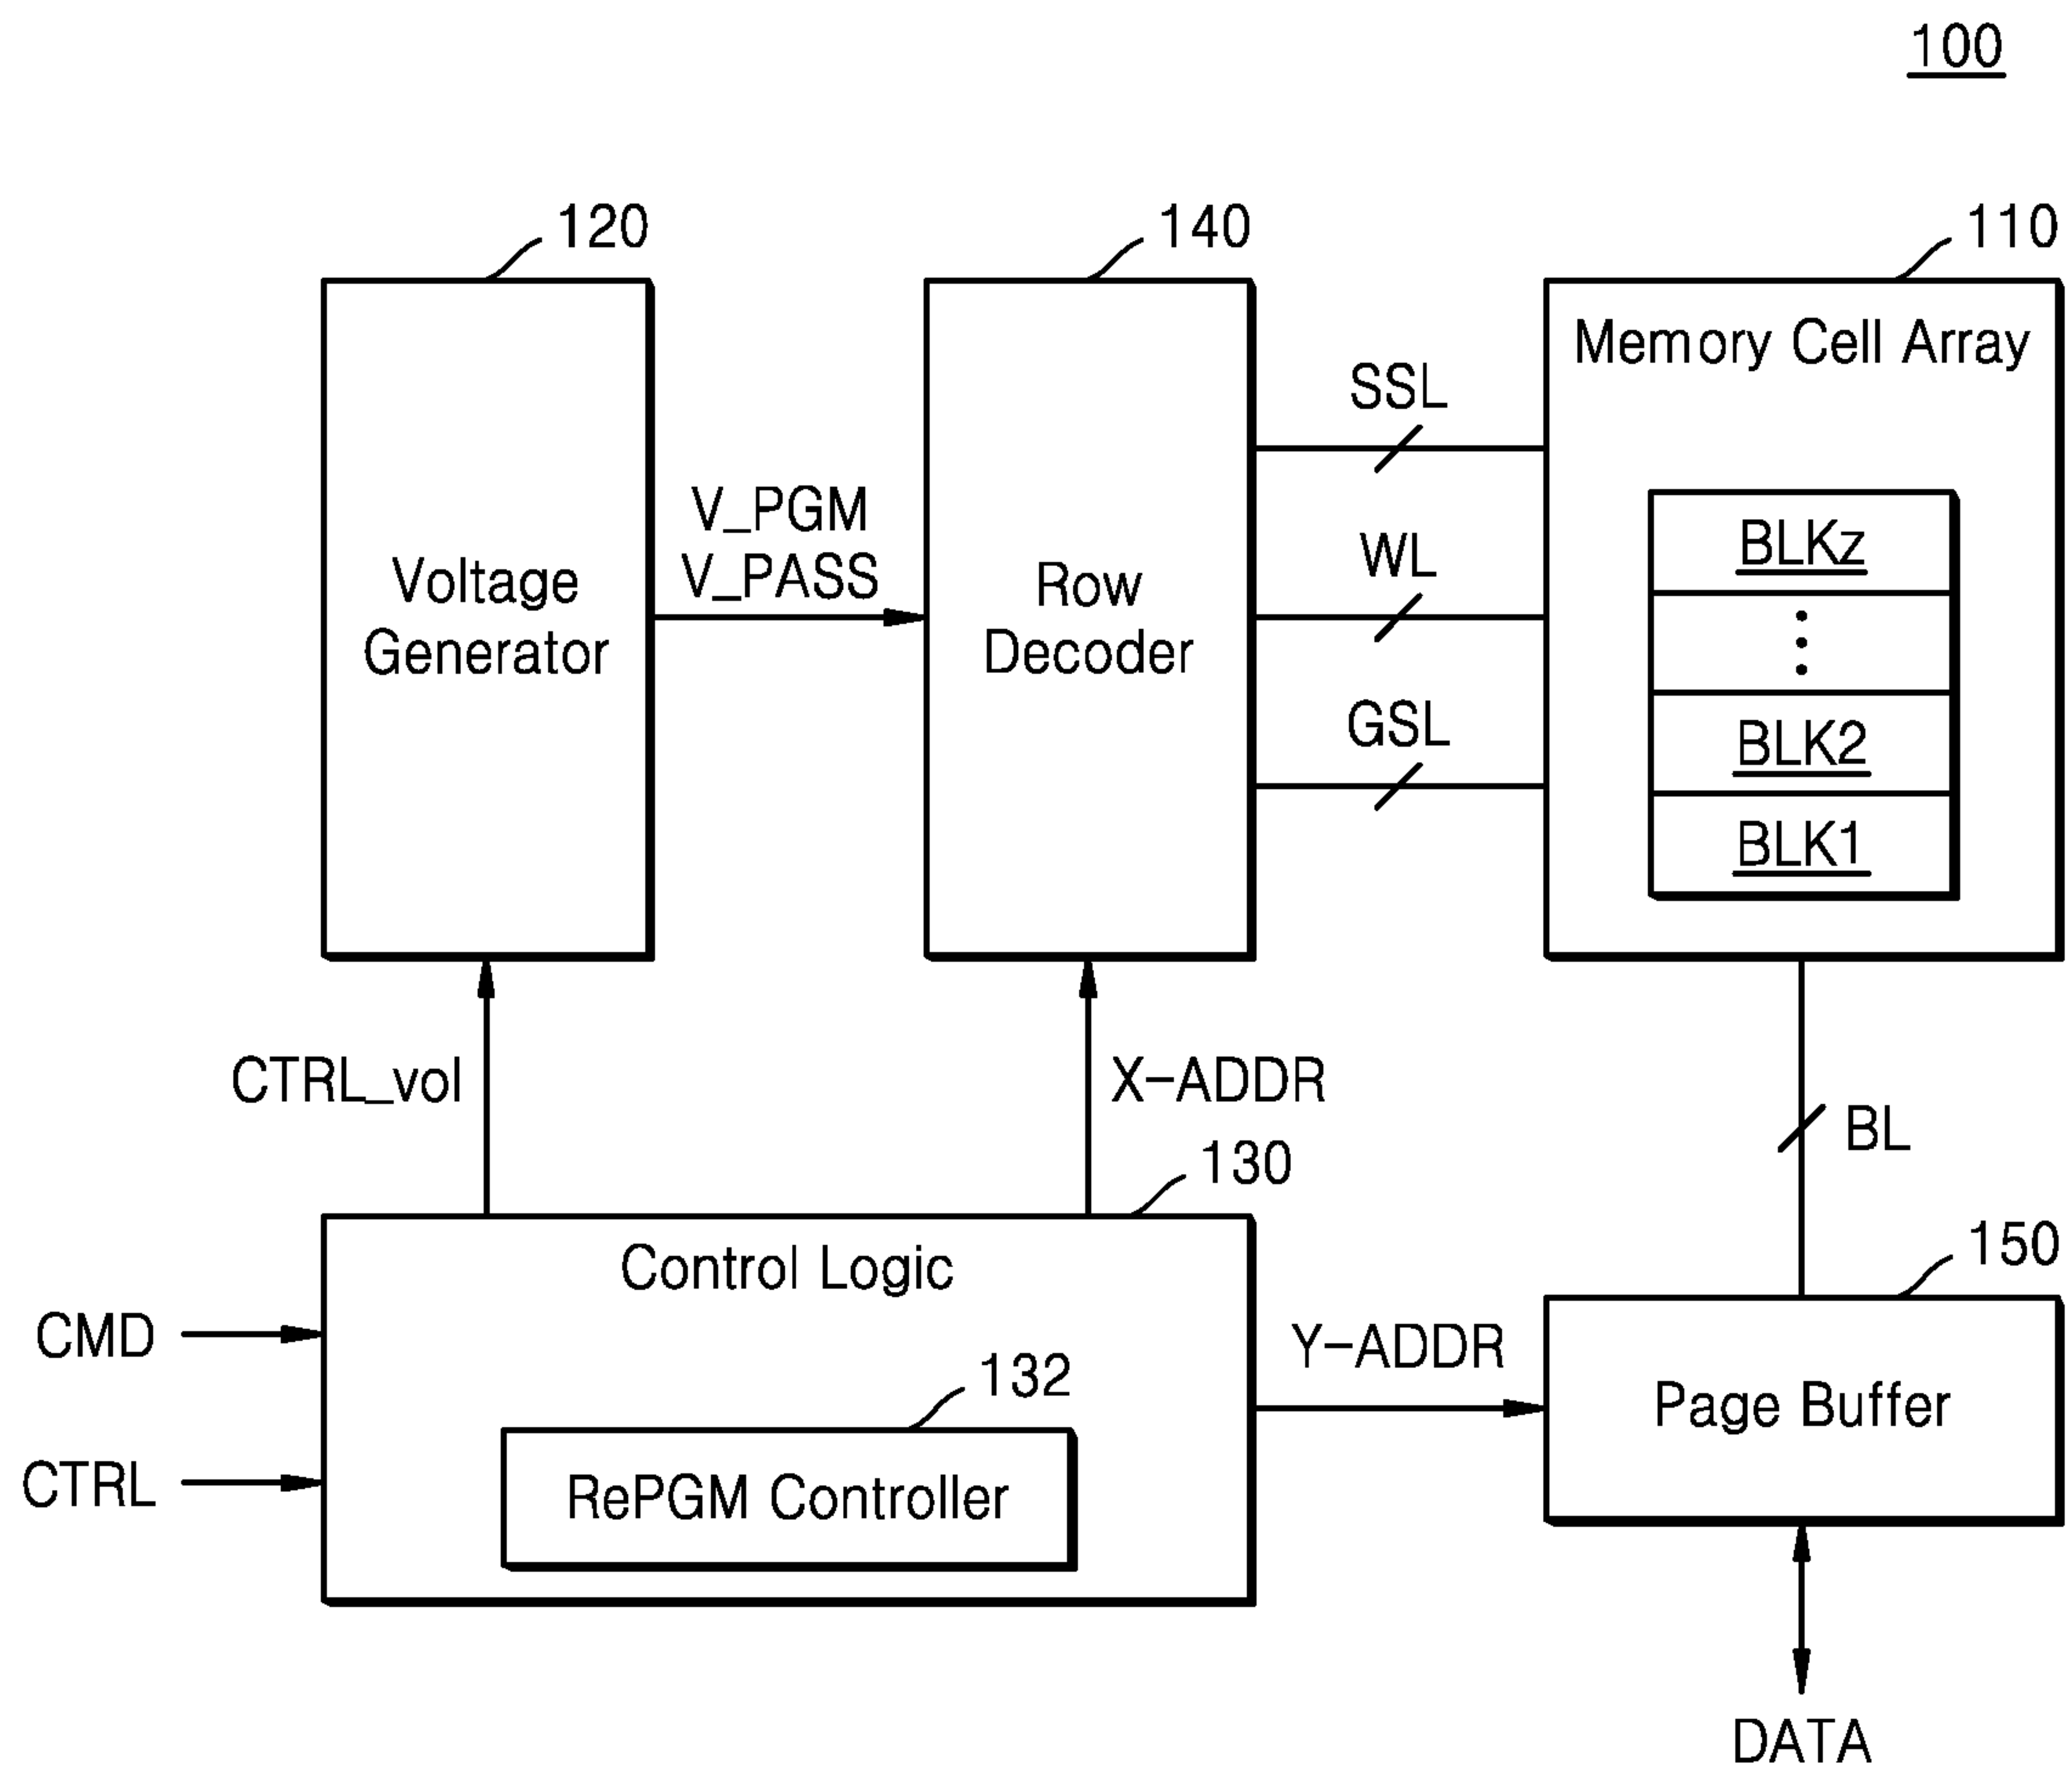 100
120
140
110
Voltage
Generator
V_PGM
V_PASS
Row
Decoder
SSL
WL
GSL
Memory Cell Array
BLKz
BLK2
BLK1
CTRL_vol
X-ADDR
BL
130
Control Logic
CMD
CTRL
132
RePGM Controller
Y-ADDR
150
Page Buffer
DATA